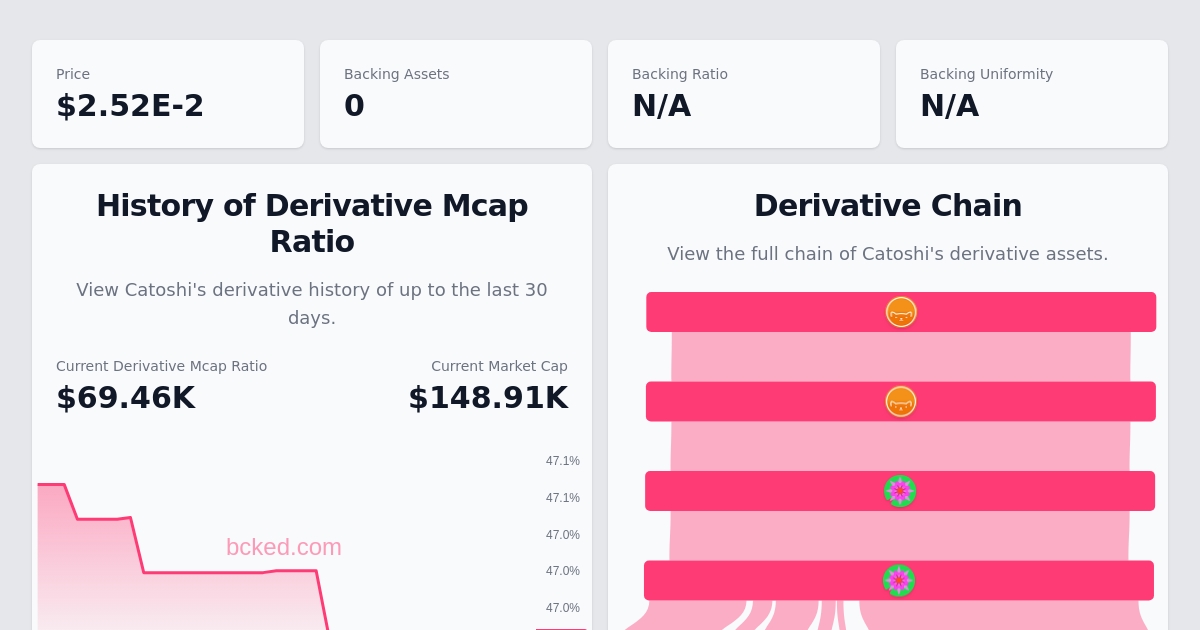 Price
$2.52E-2
Backing Assets
0
Backing Ratio
N/A
Backing Uniformity
N/A
History of Derivative Mcap
Ratio
View Catoshi's derivative history of up to the last 30
days.
Current Derivative Mcap Ratio
$69.46K
Current Market Cap
$148.91K
47.1%
47.1%
47.0%
47.0%
47.0%
bcked.com
Derivative Chain
View the full chain of Catoshi's derivative assets.